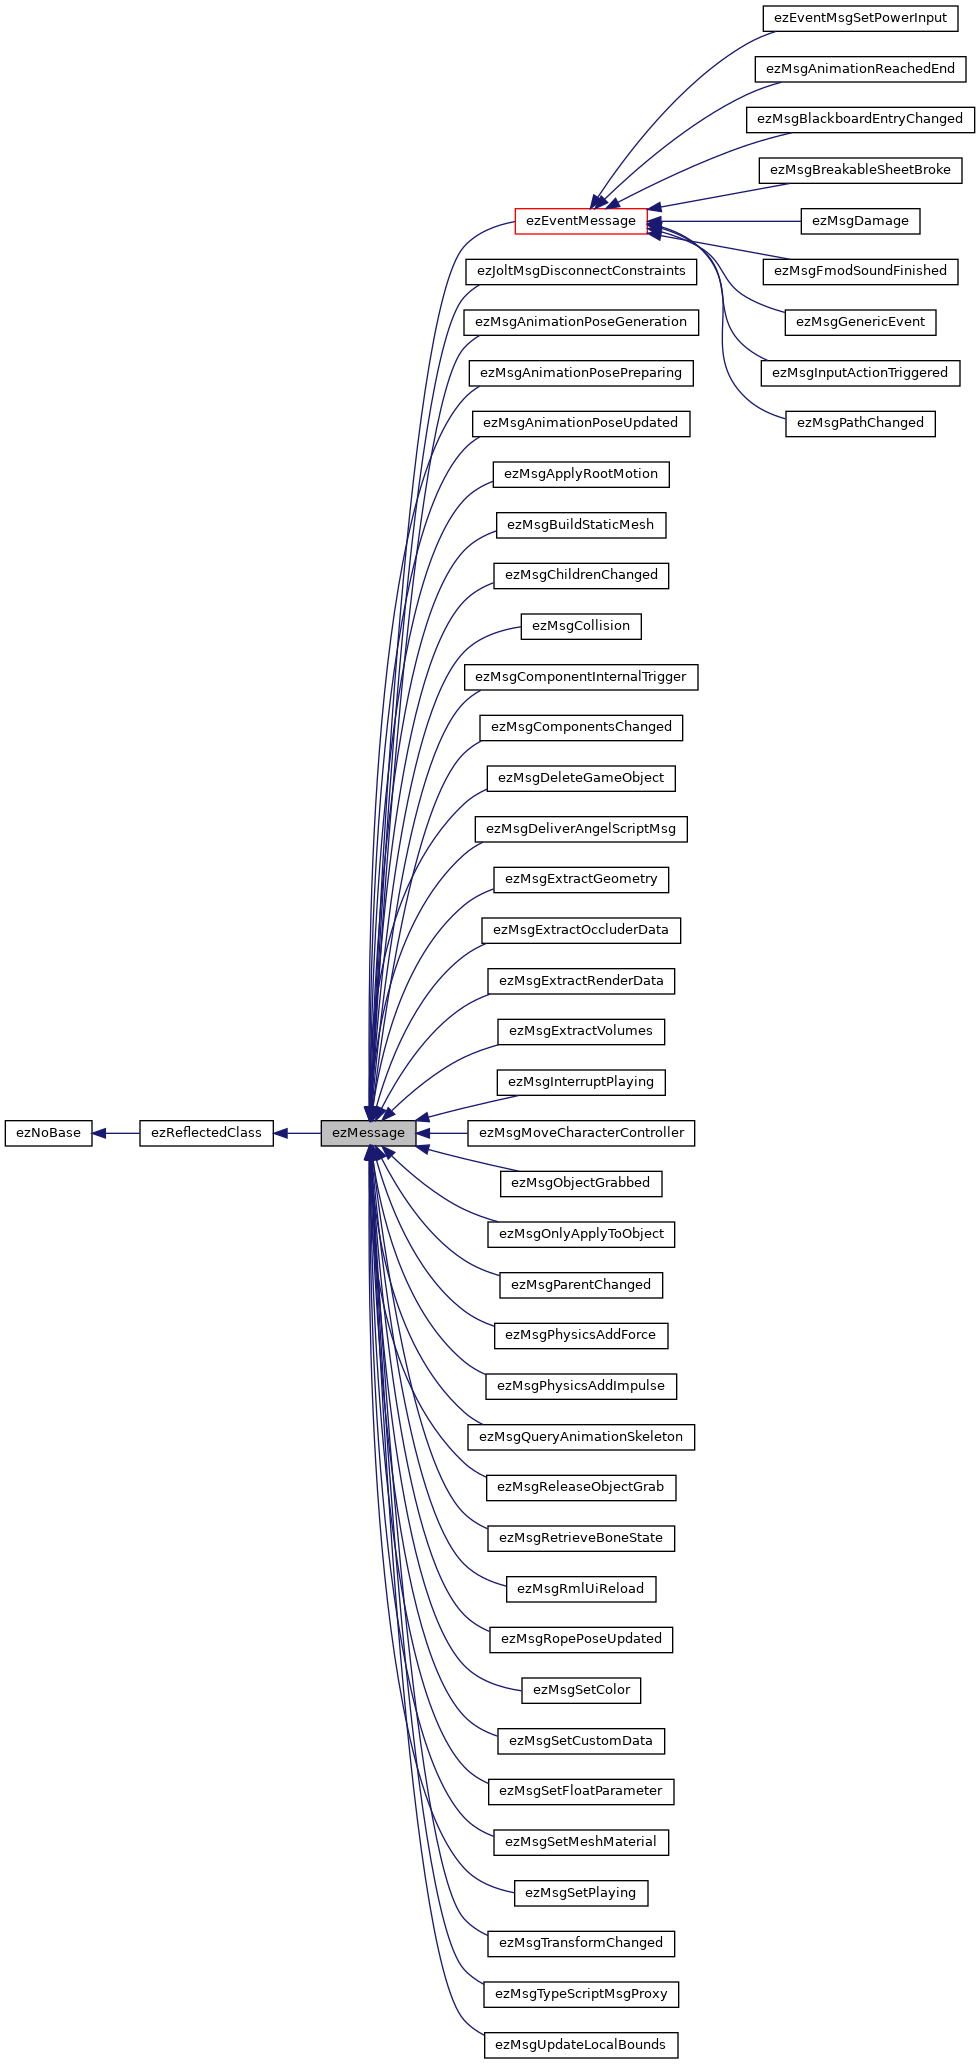 ezEventMsgSetPowerInput
ezMsgAnimationReachedEnd
ezMsgBlackboardEntryChanged
ezMsgBreakableSheetBroke
ezEventMessage
ezMsgDamage
ezJoltMsgDisconnectConstraints
ezMsgFmodSoundFinished
ezMsgAnimationPoseGeneration
ezMsgGenericEvent
ezMsgAnimationPosePreparing
ezMsgInputActionTriggered
ezMsgAnimationPoseUpdated
ezMsgPathChanged
ezMsgApplyRootMotion
ezMsgBuildStaticMesh
ezMsgChildrenChanged
ezMsgCollision
ezMsgComponentInternalTrigger
ezMsgComponentsChanged
ezMsgDeleteGameObject
ezMsgDeliverAngelScriptMsg
ezMsgExtractGeometry
ezMsgExtractOccluderData
ezMsgExtractRenderData
ezMsgExtractVolumes
ezMsgInterruptPlaying
ezNoBase
ezReflectedClass
ezMessage
ezMsgMoveCharacterController
ezMsgObjectGrabbed
ezMsgOnlyApplyToObject
ezMsgParentChanged
ezMsgPhysicsAddForce
ezMsgPhysicsAddImpulse
ezMsgQueryAnimationSkeleton
ezMsgReleaseObjectGrab
ezMsgRetrieveBoneState
ezMsgRmlUiReload
ezMsgRopePoseUpdated
ezMsgSetColor
ezMsgSetCustomData
ezMsgSetFloatParameter
ezMsgSetMeshMaterial
ezMsgSetPlaying
ezMsgTransformChanged
ezMsgTypeScriptMsgProxy
ezMsgUpdateLocalBounds